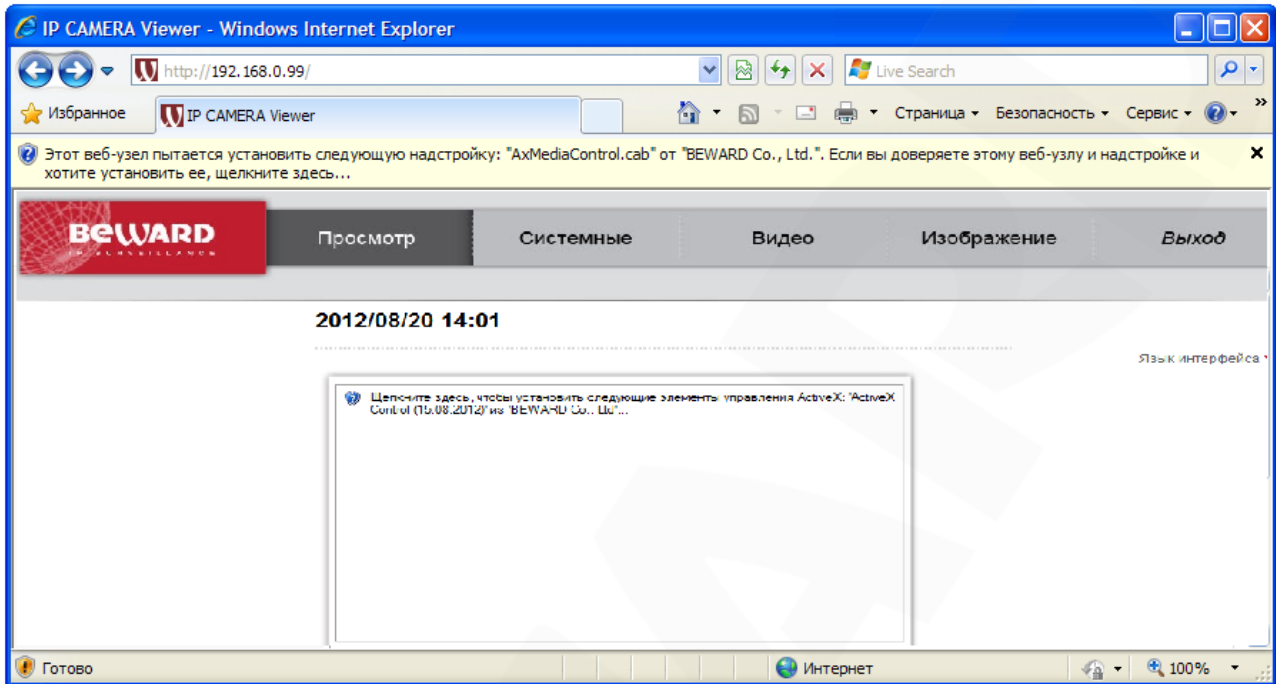 IP CAMERA Viewer - Windows Internet Explorer
http://192.168.0.99/
Live Search
Избранное
IP CAMERA Viewer
Страница
Безопасность
Сервис
Этот веб-узел пытается установить следующую надстройку: "AxMediaControl.cab" от "BEWARD Co., Ltd.". Если вы доверяете этому веб-узлу и надстройке и
хотите установить ее, щелкните здесь...
BEWARD
IP SURVEILLANCE
Просмотр
Системные
Видео
Изображение
Выход
2012/08/20 14:01
Язык интерфейса
Щелкните здесь, чтобы установить следующие элементы управления ActiveX: 'ActiveX
Control (15.08.2012)' из 'BEWARD Co., Ltd'...
Готово
Интернет
100%